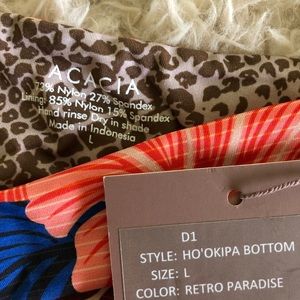 ACACIA
73% Nylon 27% Spandex
Lining: 85% Nylon 15% Spandex
Hand rinse Dry in shade
Made in Indonesia
L
D1
STYLE: HO'OKIPA BOTTOM
SIZE: L
COLOR: RETRO PARADISE